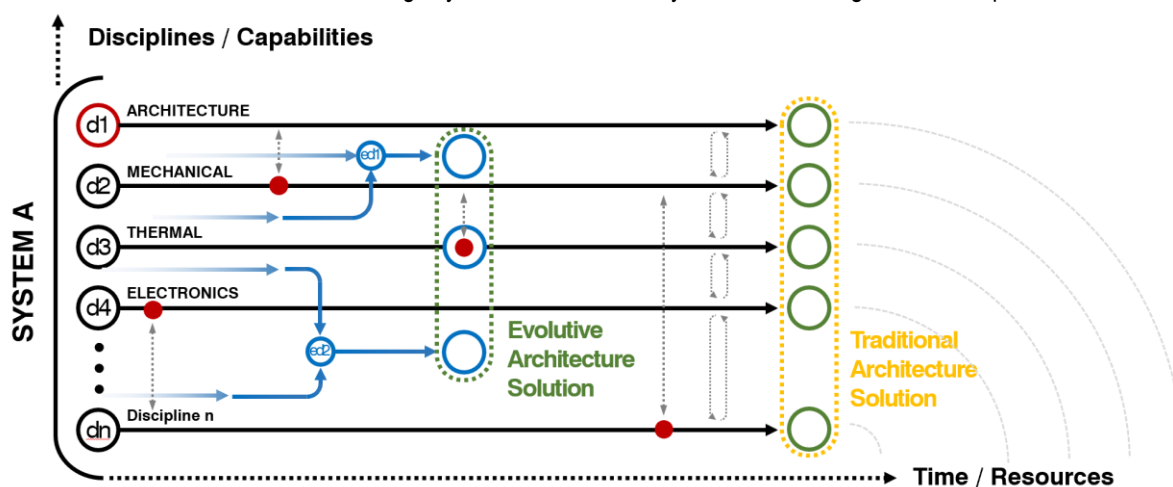 Disciplines / Capabilities
SYSTEM A
d1 ARCHITECTURE
ed1
d2 MECHANICAL
d3 THERMAL
d4 ELECTRONICS
ed2
Evolutive
Architecture
Solution
Traditional
Architecture
Solution
dn Discipline n
Time / Resources